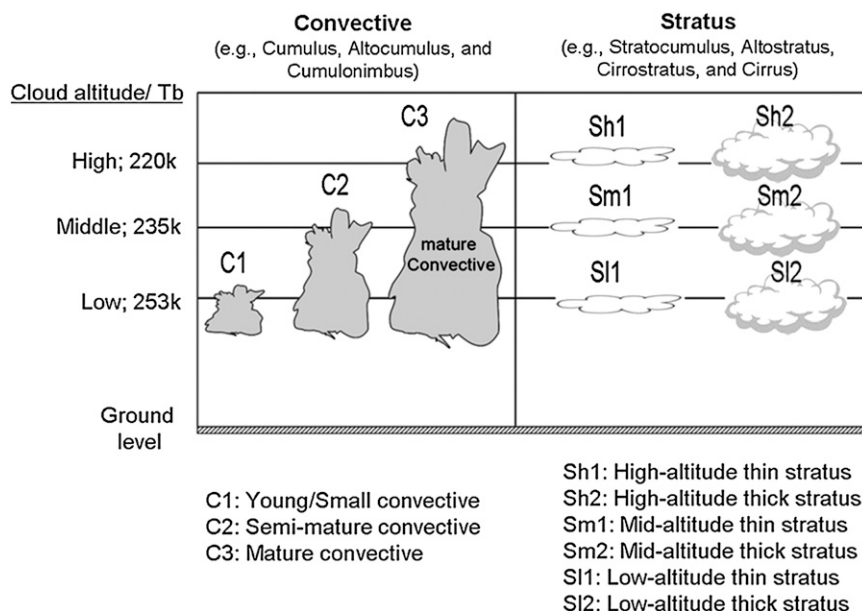 Convective
(e.g., Cumulus, Altocumulus, and
Cumulonimbus)
Stratus
(e.g., Stratocumulus, Altostratus,
Cirrostratus, and Cirrus)
Cloud altitude/ Tb
High; 220k
Middle; 235k
Low; 253k
Ground
level
C1
C2
C3
mature
Convective
Sh1
Sh2
Sm1
Sm2
Sl1
Sl2
C1: Young/Small convective
C2: Semi-mature convective
C3: Mature convective
Sh1: High-altitude thin stratus
Sh2: High-altitude thick stratus
Sm1: Mid-altitude thin stratus
Sm2: Mid-altitude thick stratus
Sl1: Low-altitude thin stratus
Sl2: Low-altitude thick stratus